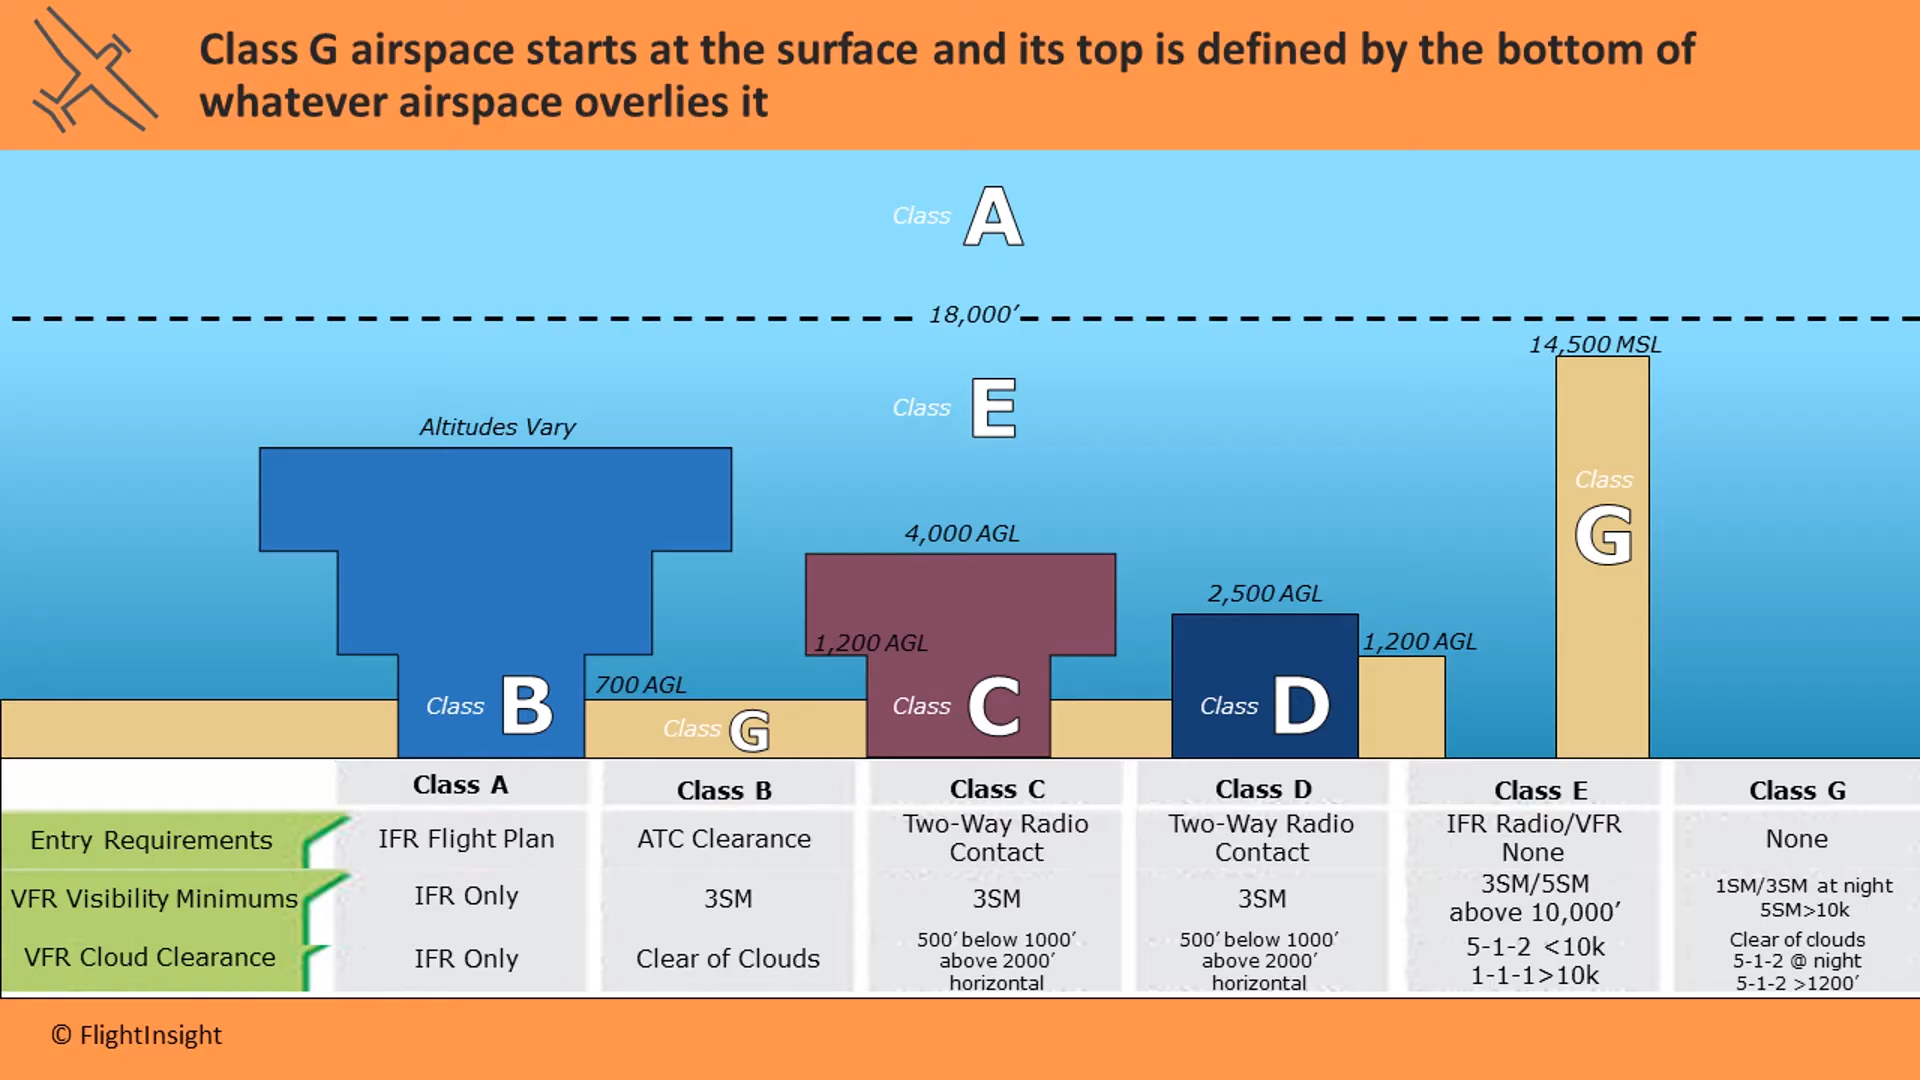 Class G airspace starts at the surface and its top is defined by the bottom of
whatever airspace overlies it
Class A
18,000′
14,500 MSL
Class E
Altitudes Vary
Class G
4,000 AGL
2,500 AGL
1,200 AGL
1,200 AGL
700 AGL
Class B
Class G
Class C
Class D
Class A
Class B
Class C
Class D
Class E
Class G
Entry Requirements
IFR Flight Plan
ATC Clearance
Two-Way Radio
Contact
Two-Way Radio
Contact
IFR Radio/VFR
None
None
VFR Visibility Minimums
IFR Only
3SM
3SM
3SM
3SM/5SM
above 10,000′
1SM/3SM at night
5SM>10k
VFR Cloud Clearance
IFR Only
Clear of Clouds
500′ below 1000′
above 2000′
horizontal
500′ below 1000′
above 2000′
horizontal
5-1-2 <10k
1-1-1>10k
Clear of clouds
5-1-2 @ night
5-1-2 >1200′
© FlightInsight